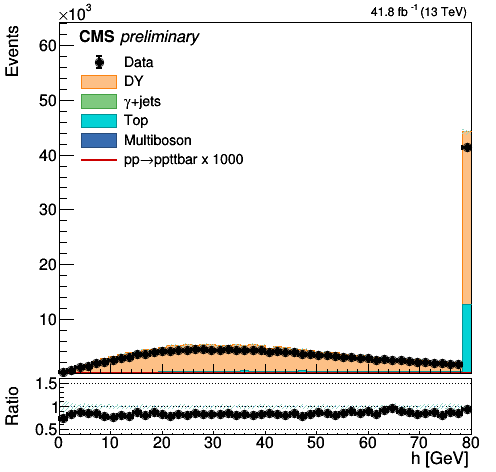 ×10³
41.8 fb⁻¹ (13 TeV)
Events
CMS preliminary
Data
DY
γ+jets
Top
Multiboson
pp→ppttbar x 1000
60
50
40
30
20
10
Ratio
1.5
1
0.5
0 10 20 30 40 50 60 70 80
h [GeV]